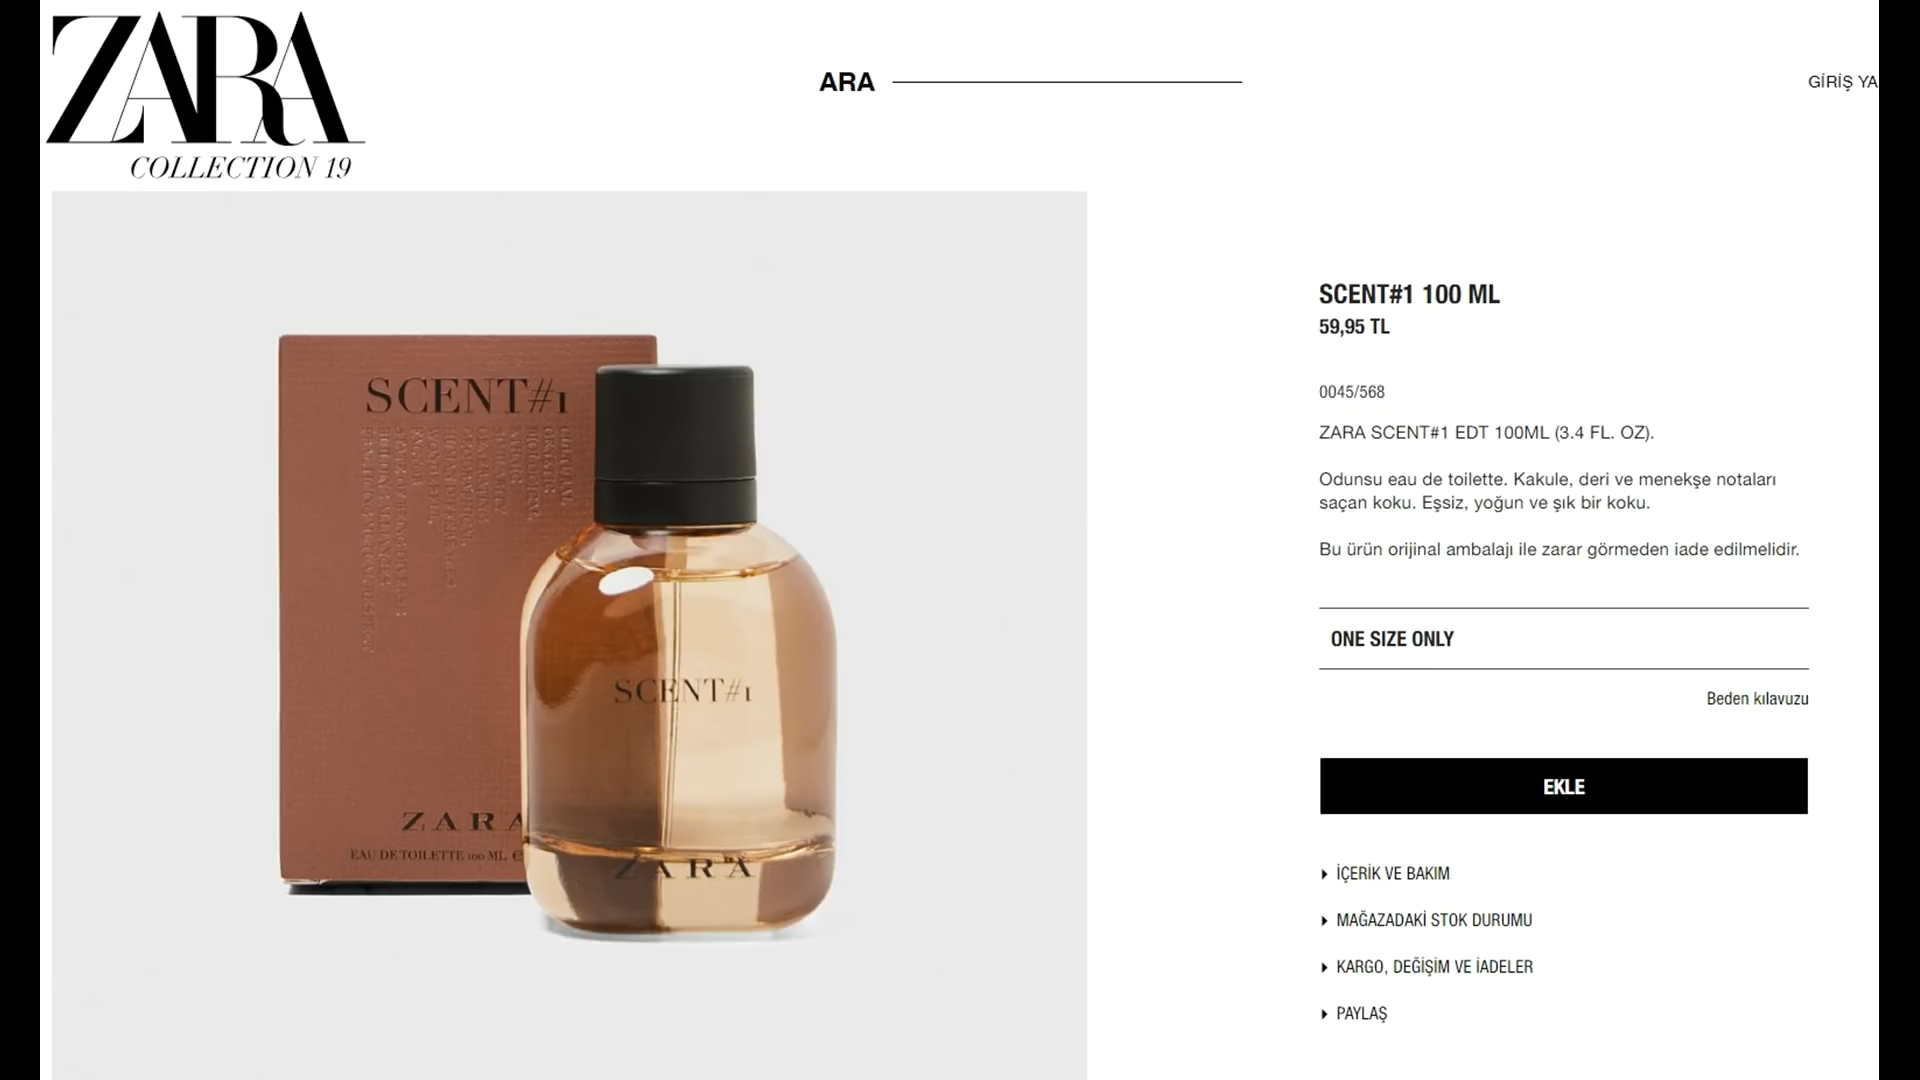 ZARA
COLLECTION 19
ARA
GİRİŞ YA
SCENT#1
ZARA
EAU DE TOILETTE 100 ML
SCENT#1
ZARA
SCENT#1 100 ML
59,95 TL
0045/568
ZARA SCENT#1 EDT 100ML (3.4 FL. OZ).
Odunsu eau de toilette. Kakule, deri ve menekşe notaları
saçan koku. Eşsiz, yoğun ve şık bir koku.
Bu ürün orijinal ambalajı ile zarar görmeden iade edilmelidir.
ONE SIZE ONLY
Beden kılavuzu
EKLE
İÇERİK VE BAKIM
MAĞAZADAKİ STOK DURUMU
KARGO, DEĞİŞİM VE İADELER
PAYLAŞ